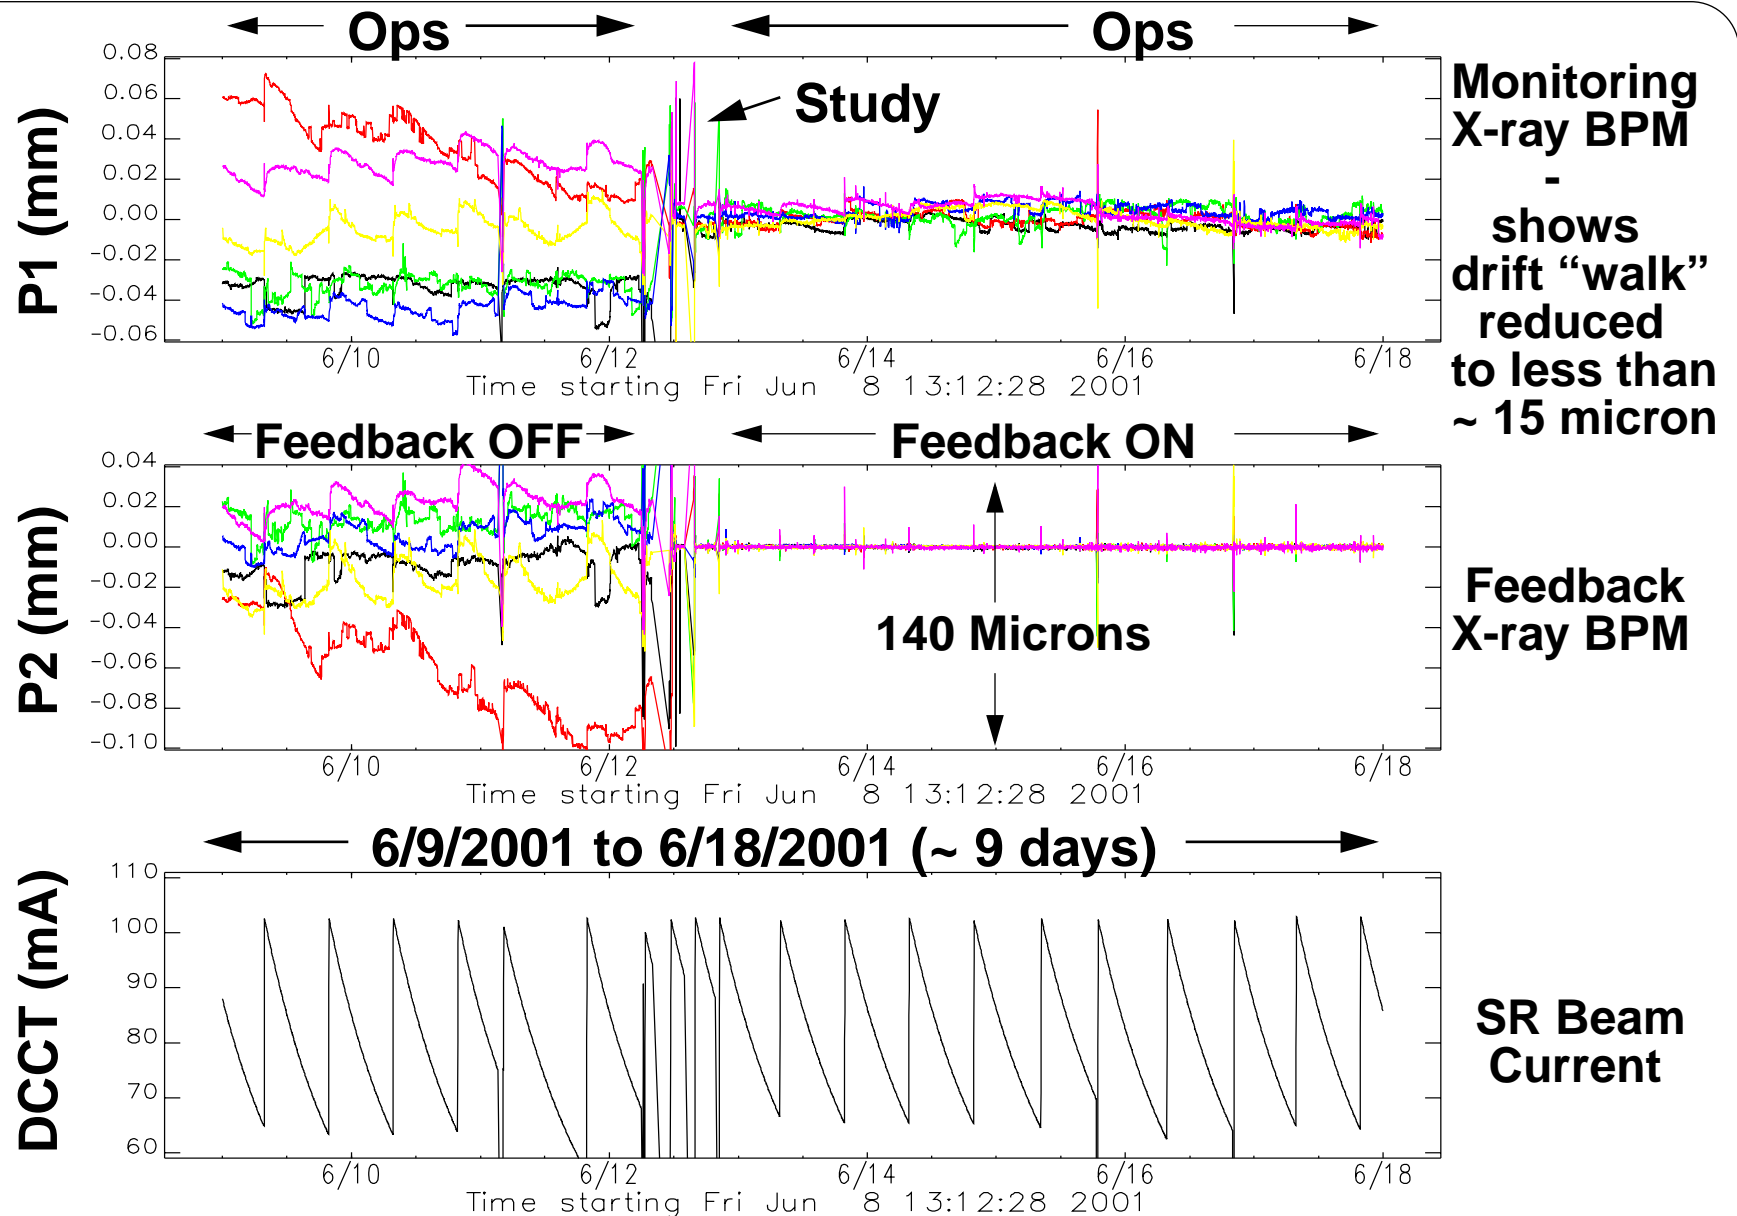 Ops Ops
P1 (mm)
0.08
0.06
0.04
0.02
0.00
-0.02
-0.04
-0.06
Study
Monitoring
X-ray BPM
-
shows
drift “walk”
reduced
to less than
~ 15 micron
6/10 6/12 6/14 6/16 6/18
Time starting Fri Jun 8 13:12:28 2001
Feedback OFF Feedback ON
P2 (mm)
0.04
0.02
0.00
-0.02
-0.04
-0.06
-0.08
-0.10
140 Microns
Feedback
X-ray BPM
6/10 6/12 6/14 6/16 6/18
Time starting Fri Jun 8 13:12:28 2001
6/9/2001 to 6/18/2001 (~ 9 days)
DCCT (mA)
110
100
90
80
70
60
SR Beam
Current
6/10 6/12 6/14 6/16 6/18
Time starting Fri Jun 8 13:12:28 2001